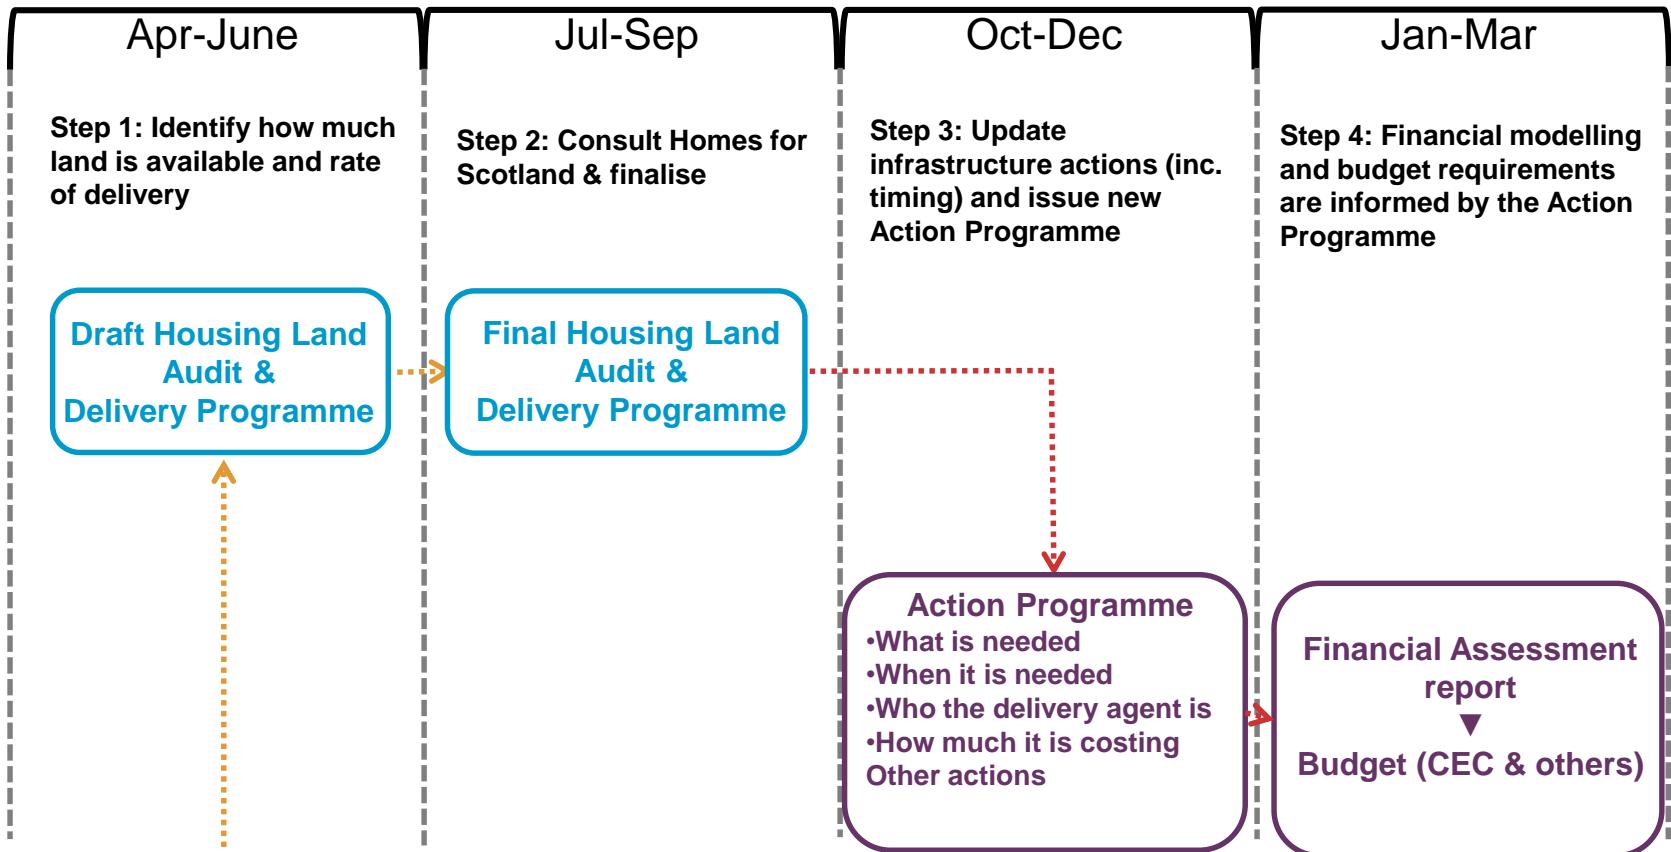 Apr-June
Jul-Sep
Oct-Dec
Jan-Mar
Step 1: Identify how much
land is available and rate
of delivery
Step 2: Consult Homes for
Scotland & finalise
Step 3: Update
infrastructure actions (inc.
timing) and issue new
Action Programme
Step 4: Financial modelling
and budget requirements
are informed by the Action
Programme
Draft Housing Land
Audit &
Delivery Programme
Final Housing Land
Audit &
Delivery Programme
Action Programme
•What is needed
•When it is needed
•Who the delivery agent is
•How much it is costing
Other actions
Financial Assessment
report
▼
Budget (CEC & others)